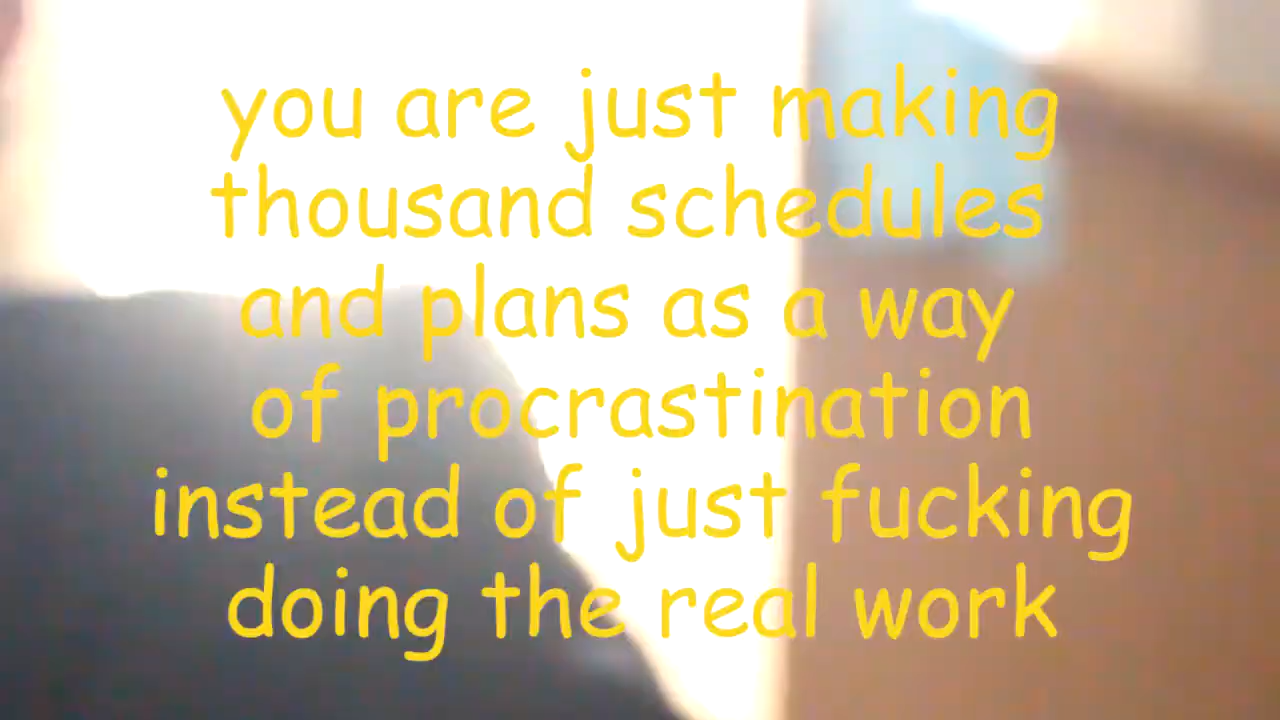 you are just making
thousand schedules
and plans as a way
of procrastination
instead of just fucking
doing the real work